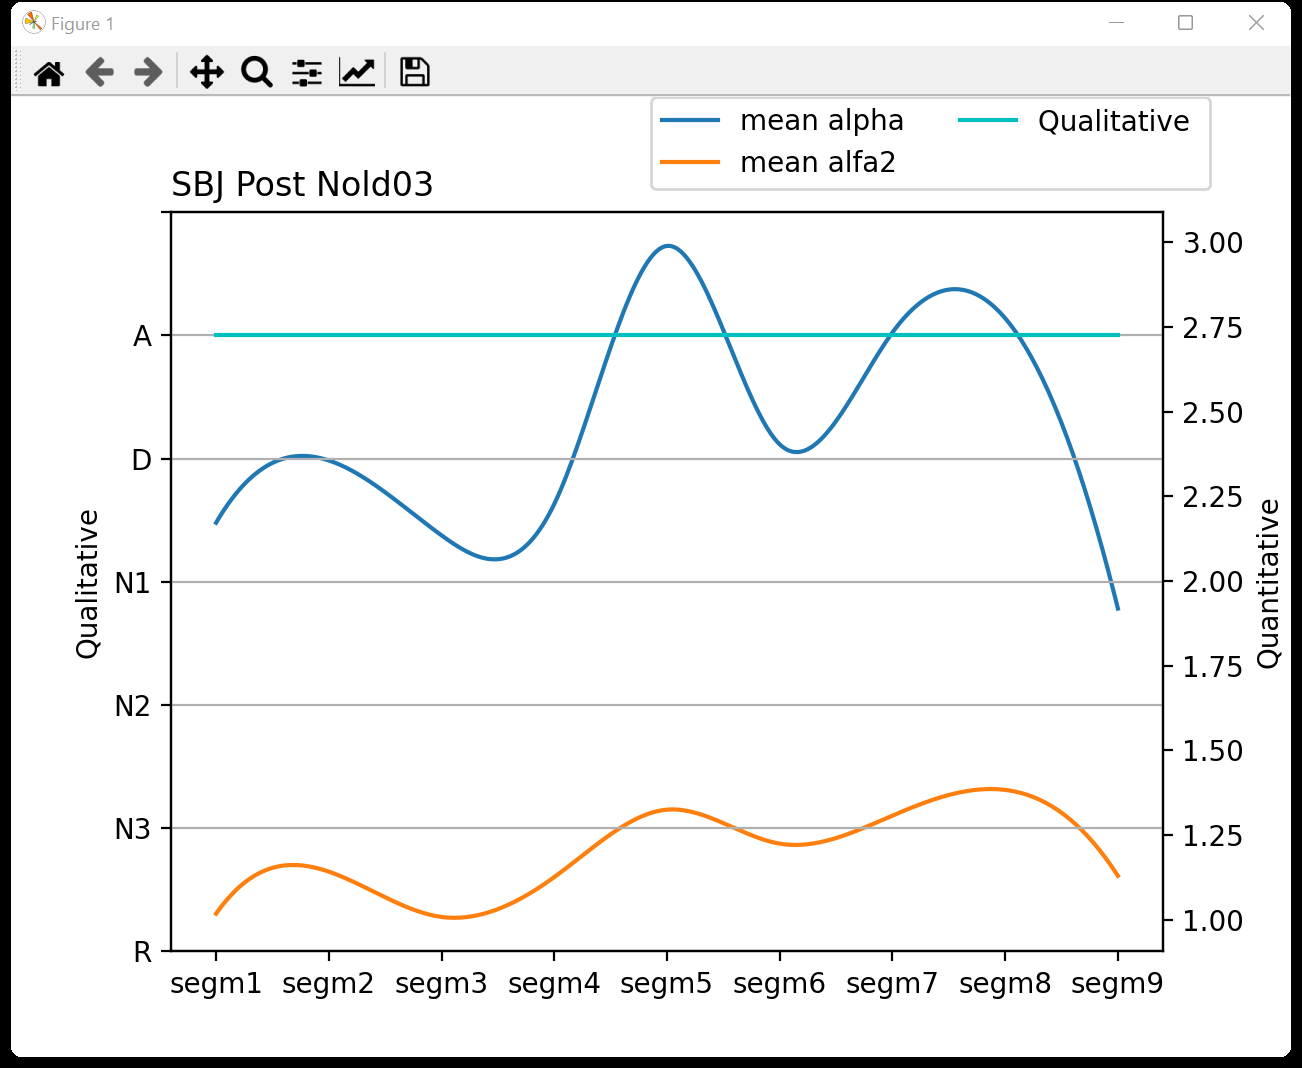 Figure 1
mean alpha
mean alfa2
Qualitative
SBJ Post Nold03
A
D
N1
N2
N3
R
Qualitative
3.00
2.75
2.50
2.25
2.00
1.75
1.50
1.25
1.00
Quantitative
segm1 segm2 segm3 segm4 segm5 segm6 segm7 segm8 segm9